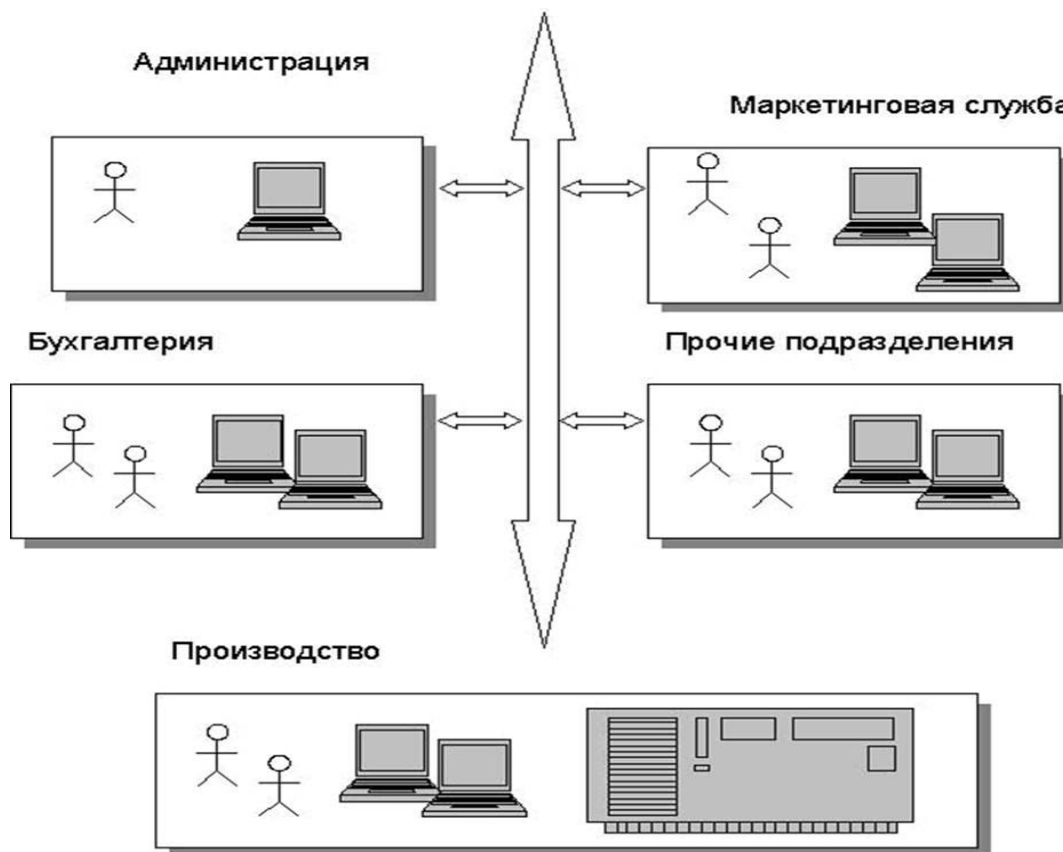 Администрация
Маркетинговая служба
Бухгалтерия
Прочие подразделения
Производство